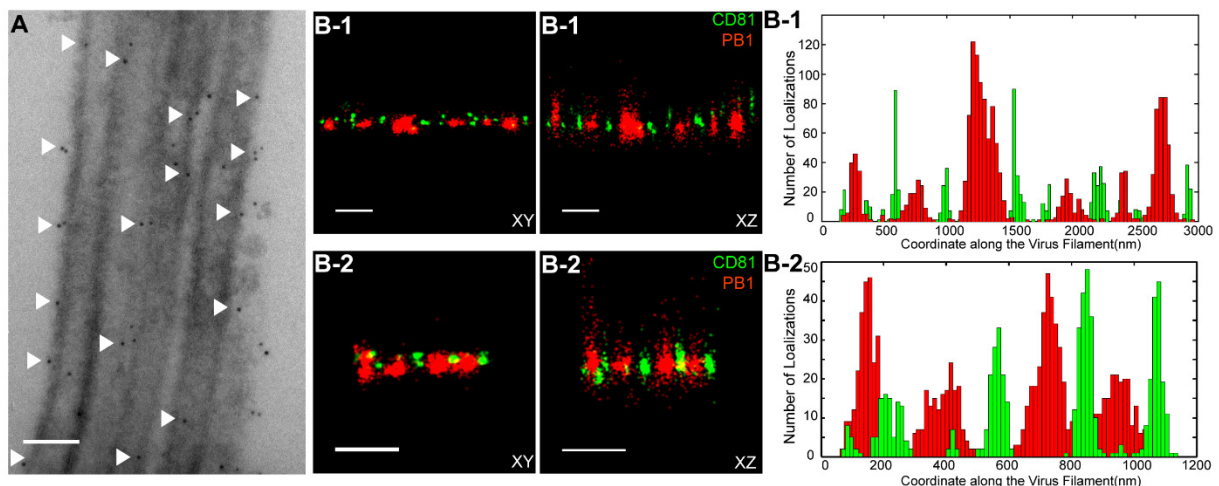 A
B-1
XY
B-1
CD81
PB1
XZ
B-1
Number of Loalizations
120
100
80
60
40
20
0
0
500
1000
1500
2000
2500
3000
Coordinate along the Virus Filament(nm)
B-2
XY
B-2
CD81
PB1
XZ
B-2
Number of Loalizations
50
40
30
20
10
0
0
200
400
600
800
1000
1200
Coordinate along the Virus Filament(nm)